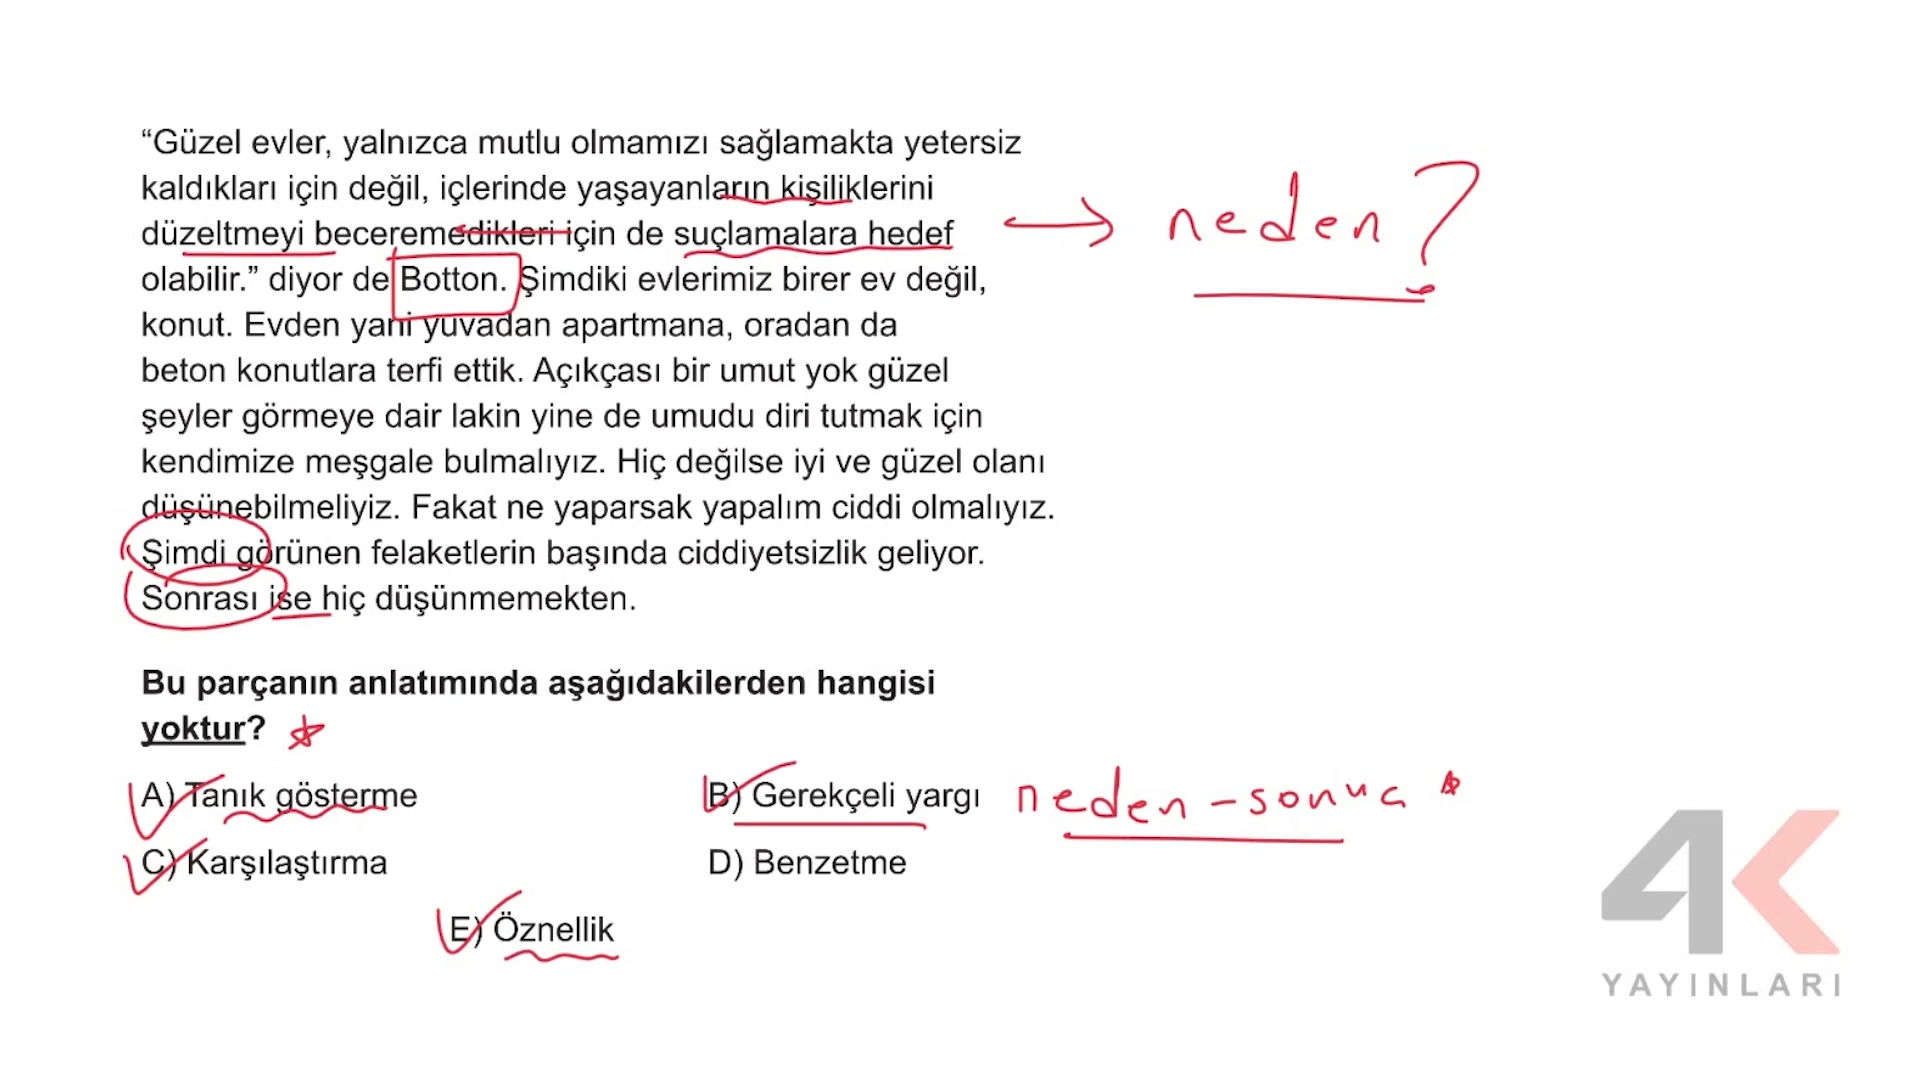 “Güzel evler, yalnızca mutlu olmamızı sağlamakta yetersiz
kaldıkları için değil, içlerinde yaşayanların kişiliklerini
düzeltmeyi beceremedikleri için de suçlamalara hedef
olabilir.” diyor de Botton. Şimdiki evlerimiz birer ev değil,
konut. Evden yani yuvadan apartmana, oradan da
beton konutlara terfi ettik. Açıkçası bir umut yok güzel
şeyler görmeye dair lakin yine de umudu diri tutmak için
kendimize meşgale bulmalıyız. Hiç değilse iyi ve güzel olanı
düşünebilmeliyiz. Fakat ne yaparsak yapalım ciddi olmalıyız.
Şimdi görünen felaketlerin başında ciddiyetsizlik geliyor.
Sonrası ise hiç düşünmemekten.
neden?
Bu parçanın anlatımında aşağıdakilerden hangisi
yoktur?
A) Tanık gösterme
B) Gerekçeli yargı neden-sonuc
C) Karşılaştırma
D) Benzetme
E) Öznellik
4K
YAYINLARI